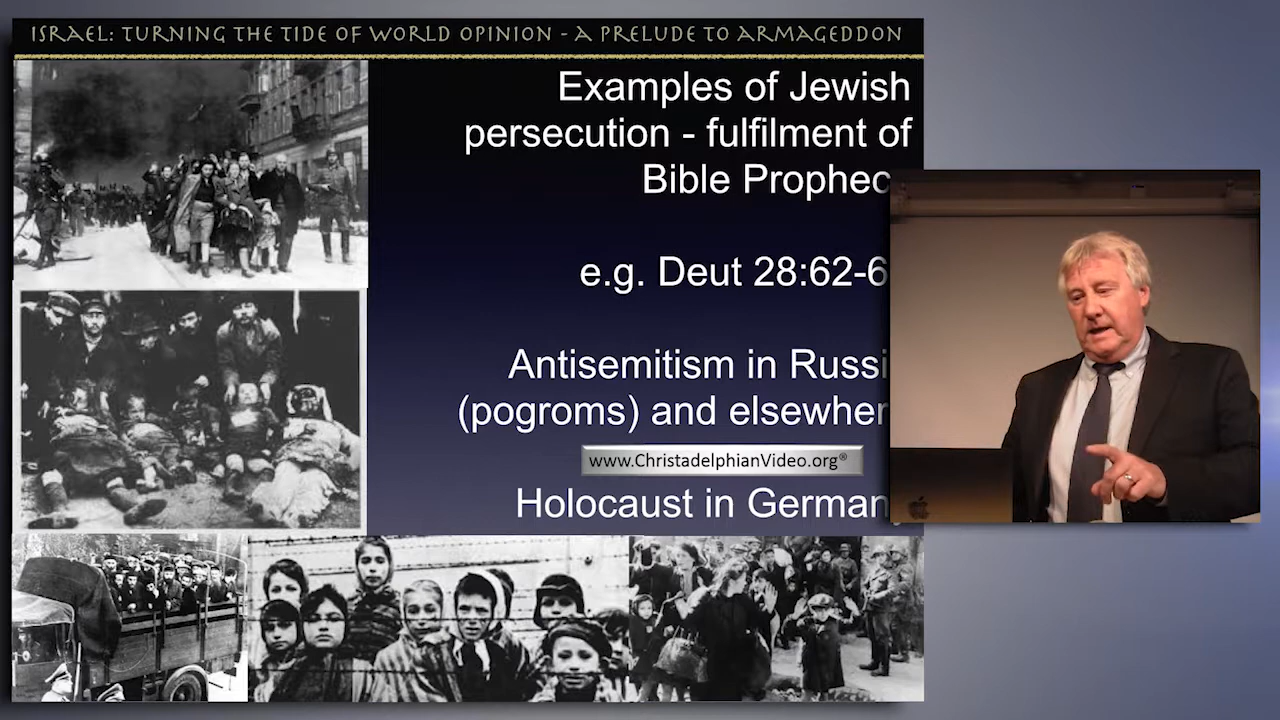 ISRAEL: TURNING THE TIDE OF WORLD OPINION - A PRELUDE TO ARMAGEDDON
Examples of Jewish
persecution - fulfilment of
Bible Prophec
e.g. Deut 28:62-6
Antisemitism in Russi
(pogroms) and elsewher
www.ChristadelphianVideo.org®
Holocaust in German